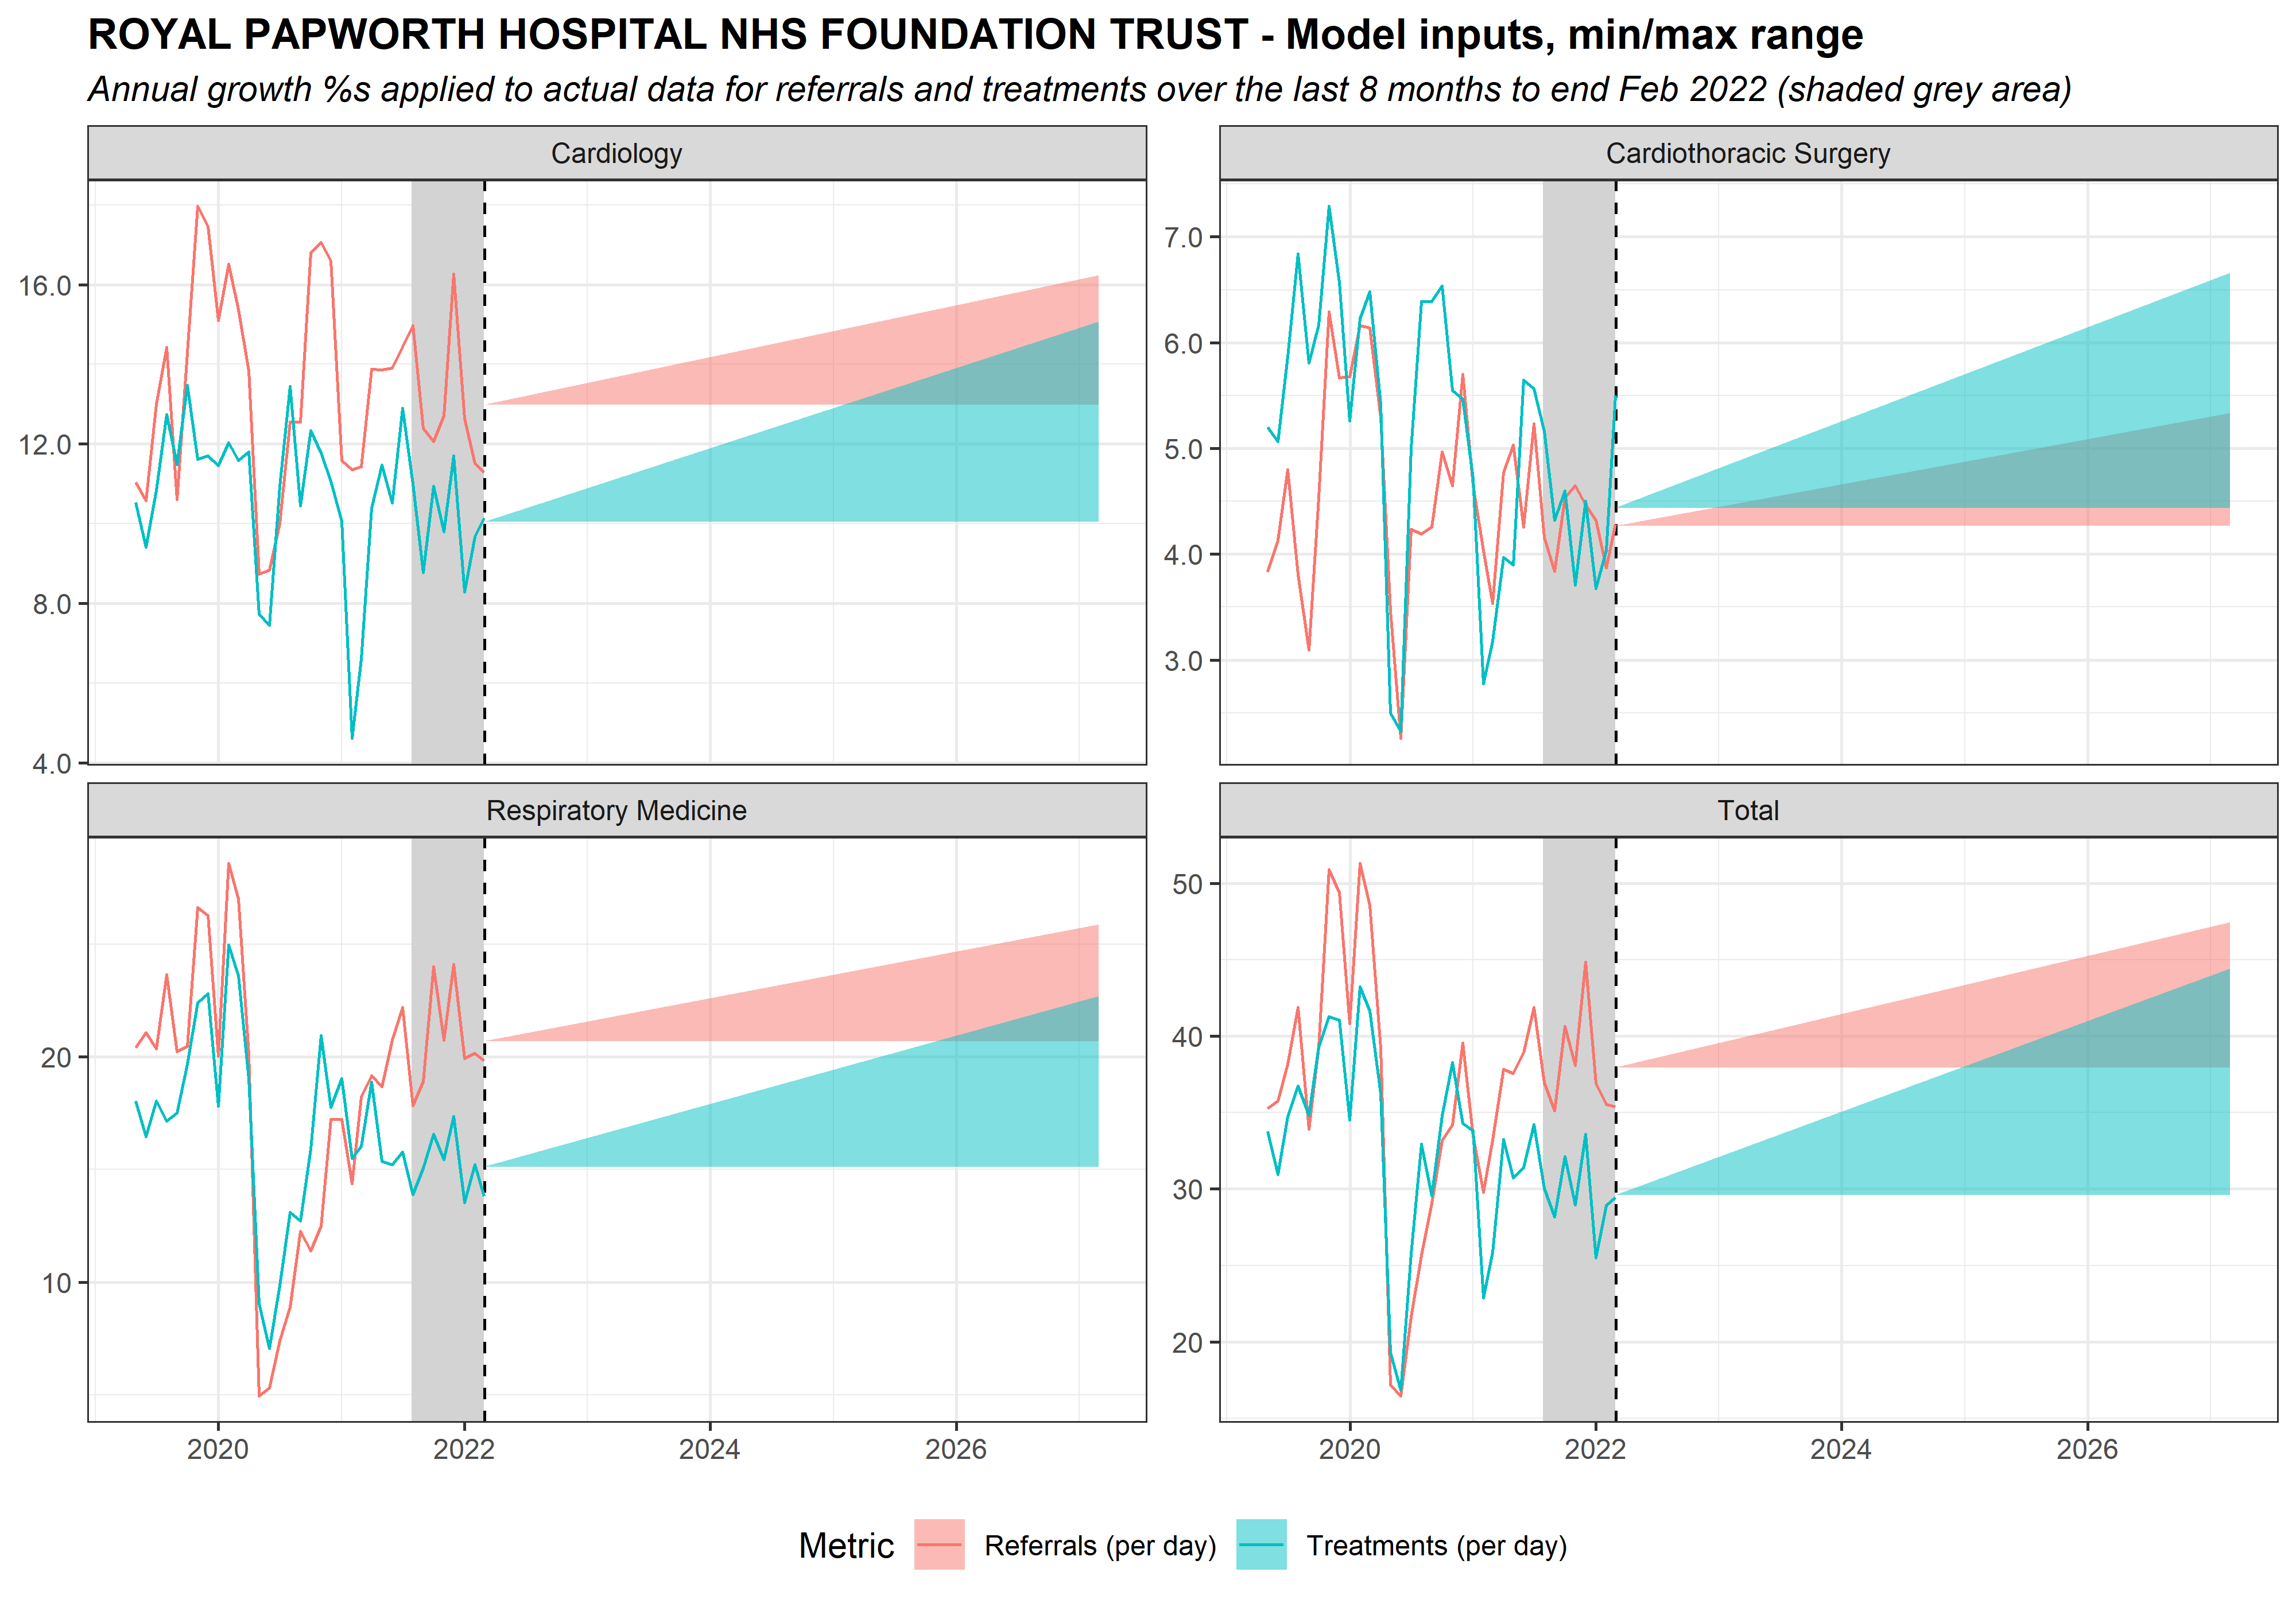 ROYAL PAPWORTH HOSPITAL NHS FOUNDATION TRUST - Model inputs, min/max range
Annual growth %s applied to actual data for referrals and treatments over the last 8 months to end Feb 2022 (shaded grey area)
Cardiology
Cardiothoracic Surgery
16.0
12.0
8.0
4.0
7.0
6.0
5.0
4.0
3.0
Respiratory Medicine
Total
20
10
50
40
30
20
2020 2022 2024 2026
2020 2022 2024 2026
Metric Referrals (per day) Treatments (per day)